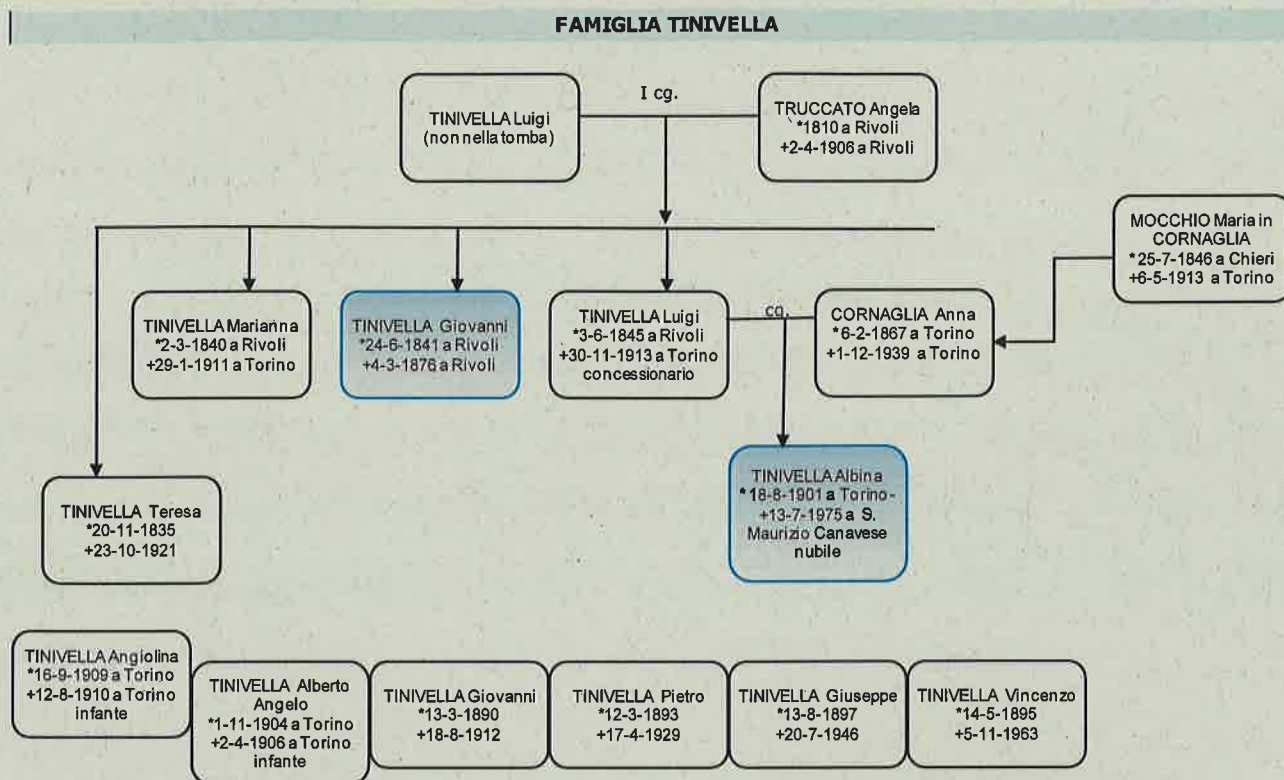 FAMIGLIA TINIVELLA
TINIVELLA Luigi
(non nella tomba)
I cg.
TRUCCATO Angela
*1810 a Rivoli
+2-4-1906 a Rivoli
MOCCHIO Maria in
CORNAGLIA
*25-7-1846 a Chieri
+6-5-1913 a Torino
TINIVELLA Marianna
*2-3-1840 a Rivoli
+29-1-1911 a Torino
TINIVELLA Giovanni
*24-6-1841 a Rivoli
+4-3-1876 a Rivoli
TINIVELLA Luigi
*3-6-1845 a Rivoli
+30-11-1913 a Torino
concessionario
cg.
CORNAGLIA Anna
*6-2-1867 a Torino
+1-12-1939 a Torino
TINIVELLA Teresa
*20-11-1835
+23-10-1921
TINIVELLA Albina
*18-8-1901 a Torino-
+13-7-1975 a S.
Maurizio Canavese
nubile
TINIVELLA Angiolina
*16-9-1909 a Torino
+12-8-1910 a Torino
infante
TINIVELLA Alberto
Angelo
*1-11-1904 a Torino
+2-4-1906 a Torino
infante
TINIVELLA Giovanni
*13-3-1890
+18-8-1912
TINIVELLA Pietro
*12-3-1893
+17-4-1929
TINIVELLA Giuseppe
*13-8-1897
+20-7-1946
TINIVELLA Vincenzo
*14-5-1895
+5-11-1963